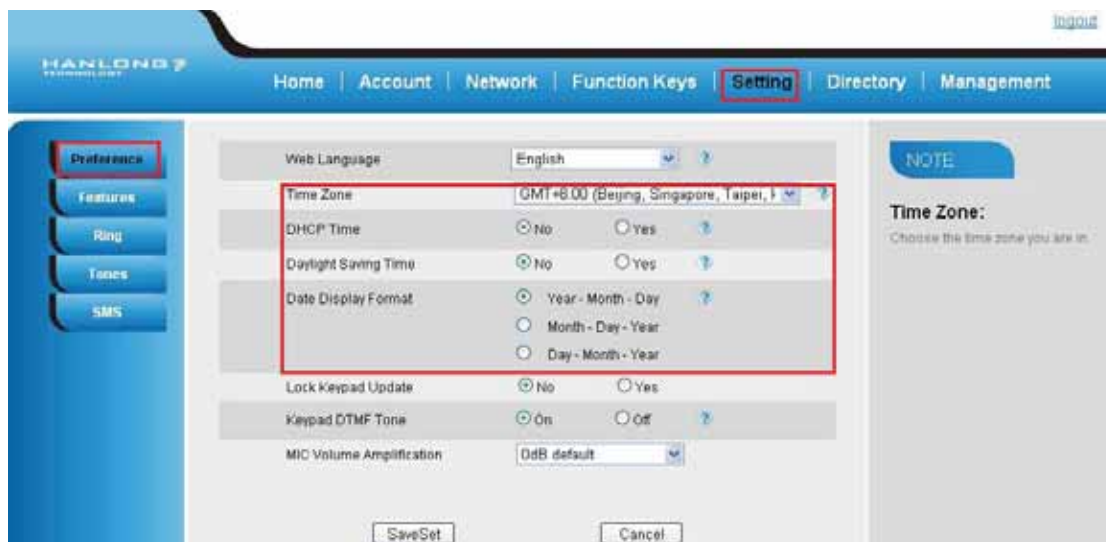 logout
HANLONG
TECHNOLOGY
Home | Account | Network | Function Keys | Setting | Directory | Management
Preference
Features
Ring
Tones
SMS
Web Language English ?
Time Zone GMT+8:00 (Beijing, Singapore, Taipei, ?
DHCP Time No Yes ?
Daylight Saving Time No Yes ?
Date Display Format Year - Month - Day ?
Month - Day - Year
Day - Month - Year
Lock Keypad Update No Yes
Keypad DTMF Tone On Off ?
MIC Volume Amplification 0dB default
SaveSet Cancel
NOTE
Time Zone:
Choose the time zone you are in.